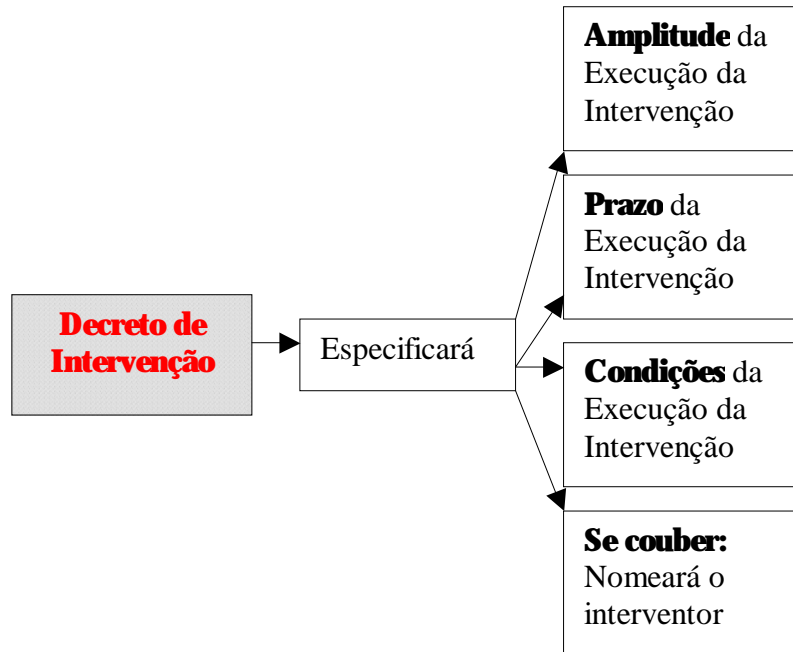 Decreto de
Intervenção
Especificará
Amplitude da
Execução da
Intervenção
Prazo da
Execução da
Intervenção
Condições da
Execução da
Intervenção
Se couber:
Nomeará o
interventor